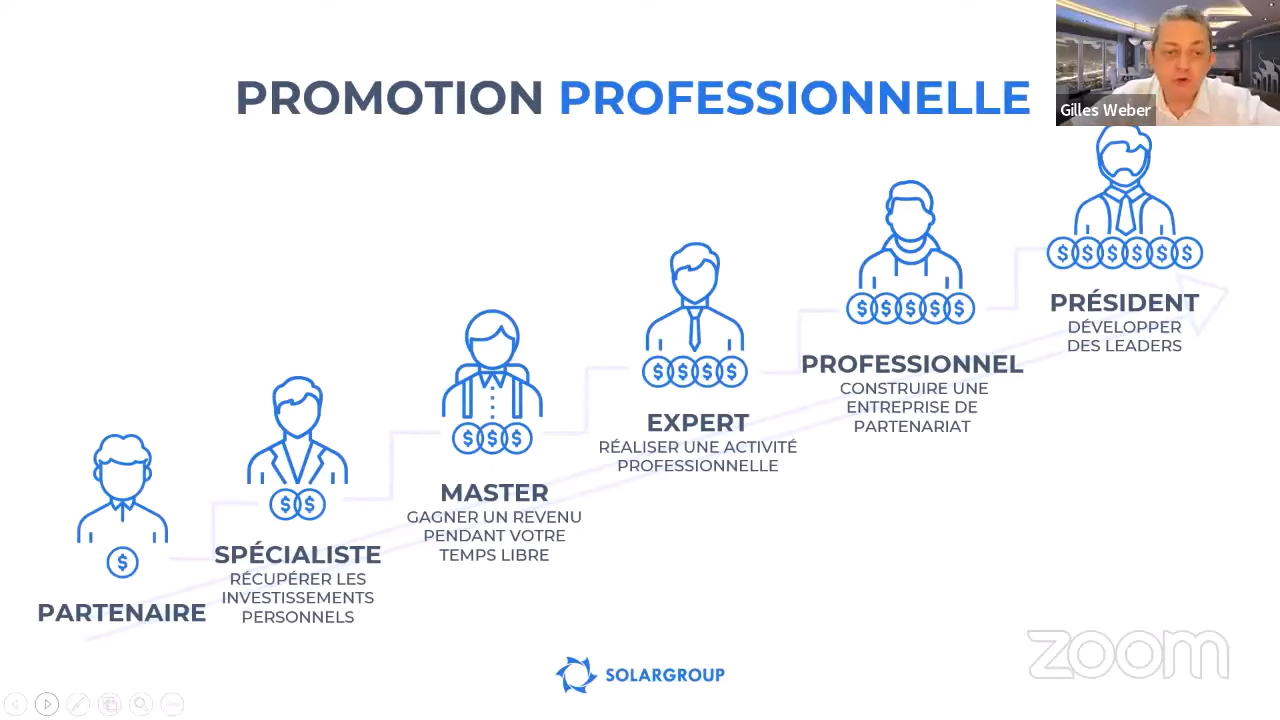 PROMOTION PROFESSIONNELLE
Gilles Weber
PRÉSIDENT
DÉVELOPPER
DES LEADERS
PROFESSIONNEL
CONSTRUIRE UNE
ENTREPRISE DE
PARTENARIAT
EXPERT
RÉALISER UNE ACTIVITÉ
PROFESSIONNELLE
MASTER
GAGNER UN REVENU
PENDANT VOTRE
TEMPS LIBRE
SPÉCIALISTE
RÉCUPÉRER LES
INVESTISSEMENTS
PERSONNELS
PARTENAIRE
$
$$
$$$
$$$$
$$$$$
$$$$$$
SOLARGROUP
zoom